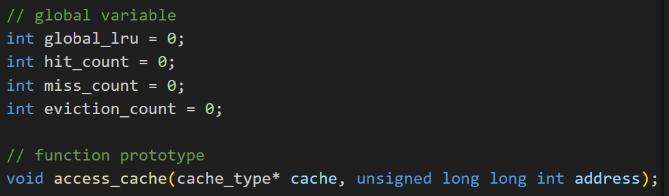 // global variable
int global_lru = 0;
int hit_count = 0;
int miss_count = 0;
int eviction_count = 0;
// function prototype
void access_cache(cache_type* cache, unsigned long long int address);